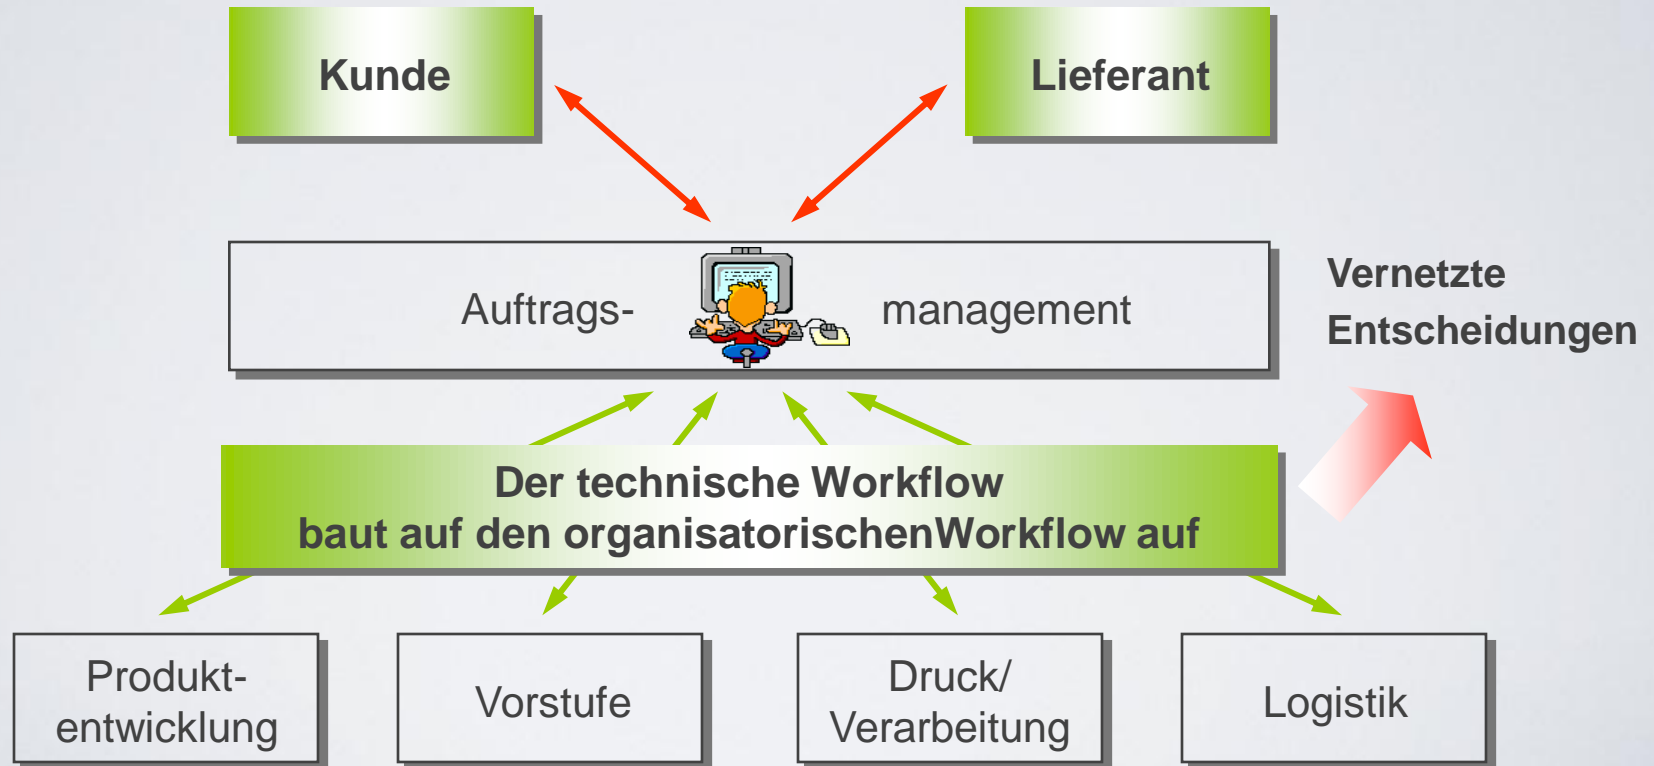 Kunde
Lieferant
Auftrags- management
Vernetzte
Entscheidungen
Der technische Workflow
baut auf den organisatorischenWorkflow auf
Produkt-
entwicklung
Vorstufe
Druck/
Verarbeitung
Logistik